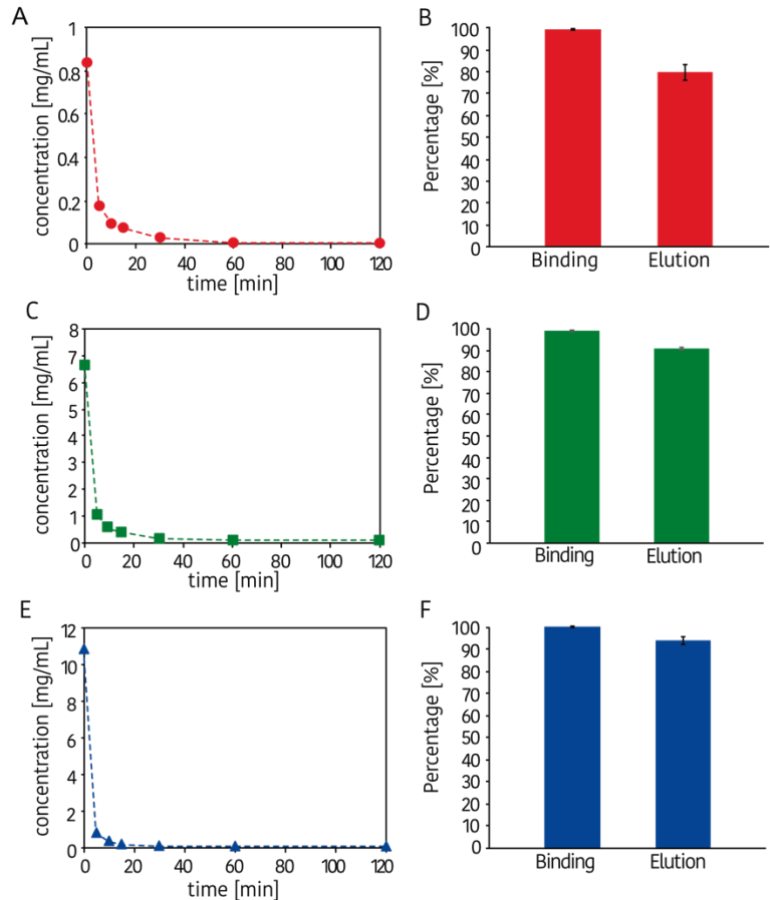 A
concentration [mg/mL]
1
0.8
0.6
0.4
0.2
0
0 20 40 60 80 100 120
time [min]
B
Percentage [%]
100
90
80
70
60
50
40
30
20
10
0
Binding Elution
C
concentration [mg/mL]
8
7
6
5
4
3
2
1
0
0 20 40 60 80 100 120
time [min]
D
Percentage [%]
100
90
80
70
60
50
40
30
20
10
0
Binding Elution
E
concentration [mg/mL]
12
10
8
6
4
2
0
0 20 40 60 80 100 120
time [min]
F
Percentage [%]
100
90
80
70
60
50
40
30
20
10
0
Binding Elution